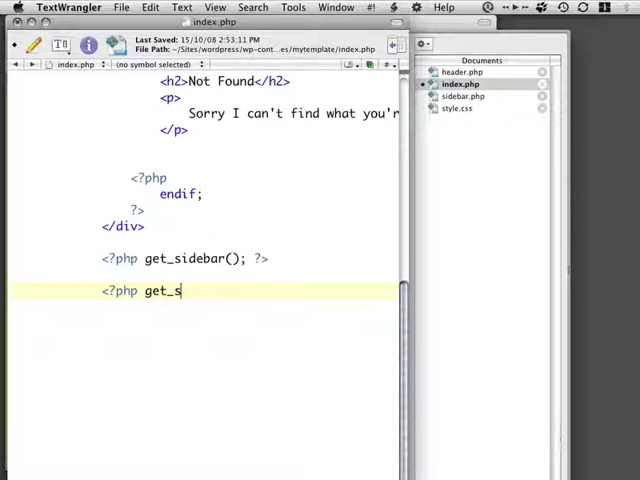 TextWrangler File Edit Text View Search Tools Window #! Help
index.php
Last Saved: 15/10/08 2:53:11 PM
File Path: ~/Sites/wordpress/wp-cont...es/mytemplate/index.php
index.php (no symbol selected)
<h2>Not Found</h2>
<p>
Sorry I can't find what you'r
</p>
<?php
endif;
?>
</div>
<?php get_sidebar(); ?>
<?php get_s
Documents
header.php
index.php
sidebar.php
style.css